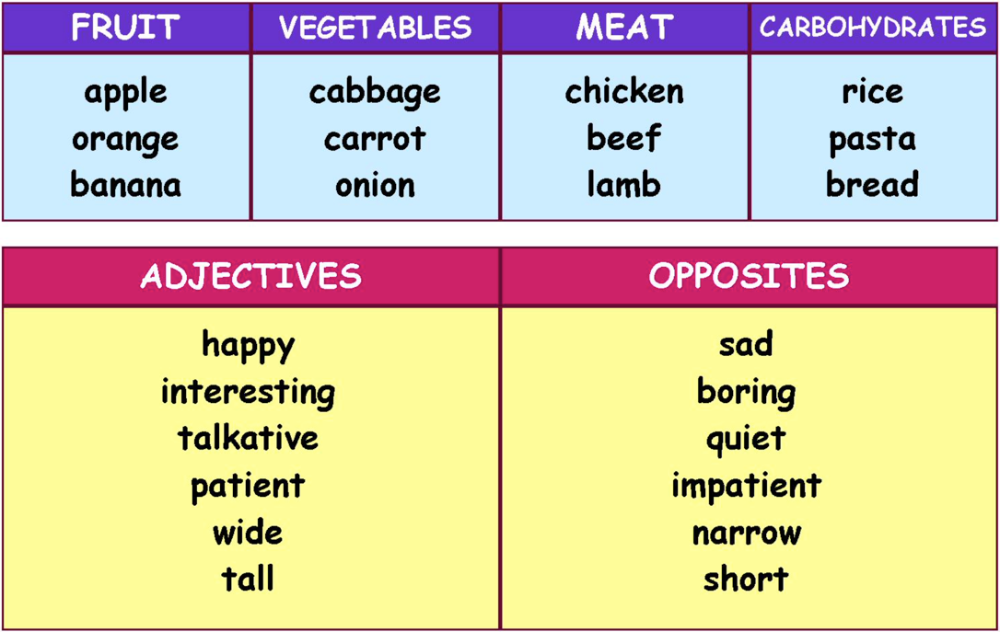 FRUIT VEGETABLES MEAT CARBOHYDRATES
apple cabbage chicken rice
orange carrot beef pasta
banana onion lamb bread
ADJECTIVES OPPOSITES
happy sad
interesting boring
talkative quiet
patient impatient
wide narrow
tall short